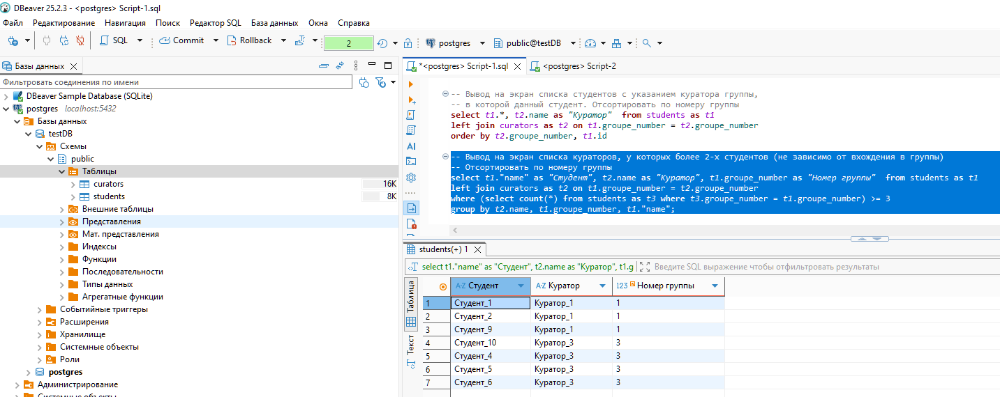 DBeaver 25.2.3 - <postgres> Script-1.sql
Файл Редактирование Навигация Поиск Редактор SQL База данных Окна Справка
SQL Commit Rollback 2 postgres public@testDB
Базы данных
Фильтровать соединения по имени
DBeaver Sample Database (SQLite)
postgres localhost:5432
Базы данных
testDB
Схемы
public
Таблицы
curators 16K
students 8K
Внешние таблицы
Представления
Мат. представления
Индексы
Функции
Последовательности
Типы данных
Агрегатные функции
Событийные триггеры
Расширения
Хранилище
Системные объекты
Роли
postgres
Администрирование
Системные объекты
*<postgres> Script-1.sql <postgres> Script-2
AI
-- Вывод на экран списка студентов с указанием куратора группы,
-- в которой данный студент. Отсортировать по номеру группы
select t1.*, t2.name as "Куратор" from students as t1
left join curators as t2 on t1.groupe_number = t2.groupe_number
order by t2.groupe_number, t1.id
-- Вывод на экран списка кураторов, у которых более 2-х студентов (не зависимо от вхождения в группы)
-- Отсортировать по номеру группы
select t1."name" as "Студент", t2.name as "Куратор", t1.groupe_number as "Номер группы" from students as t1
left join curators as t2 on t1.groupe_number = t2.groupe_number
where (select count(*) from students as t3 where t3.groupe_number = t1.groupe_number) >= 3
group by t2.name, t1.groupe_number, t1."name";
students(+) 1
select t1."name" as "Студент", t2.name as "Куратор", t1.g Введите SQL выражение чтобы отфильтровать результаты
Таблица
Текст
A-Z Студент A-Z Куратор 123 Номер группы
1 Студент_1 Куратор_1 1
2 Студент_2 Куратор_1 1
3 Студент_9 Куратор_1 1
4 Студент_10 Куратор_3 3
5 Студент_4 Куратор_3 3
6 Студент_5 Куратор_3 3
7 Студент_6 Куратор_3 3